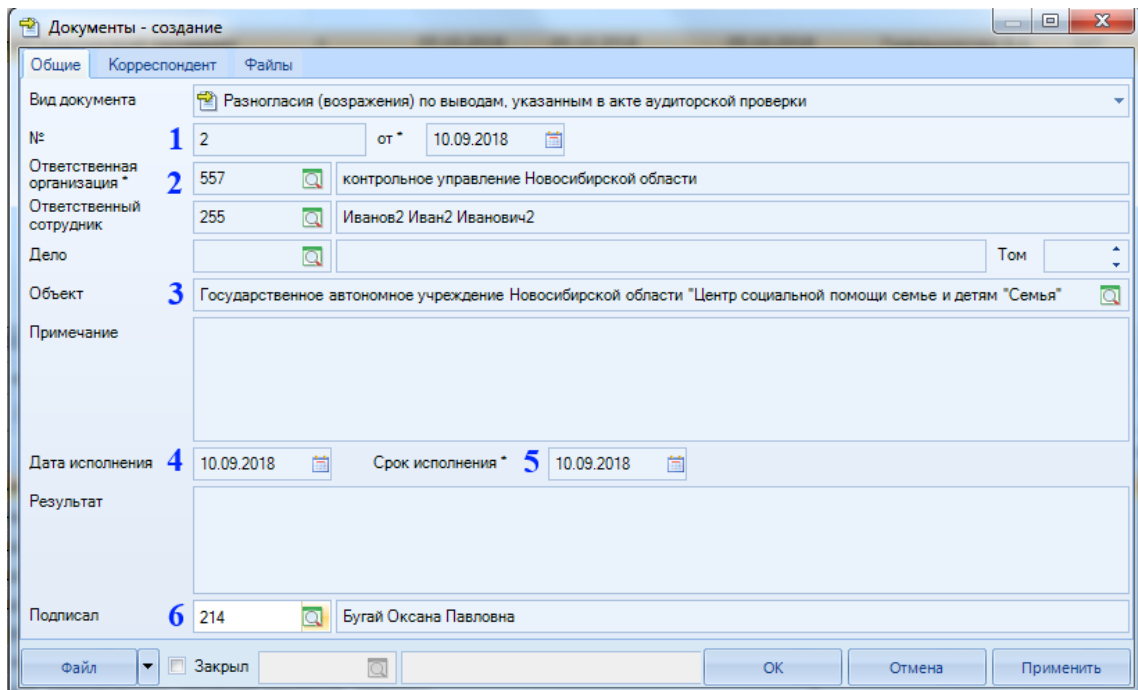 Документы - создание
Общие Корреспондент Файлы
Вид документа Разногласия (возражения) по выводам, указанным в акте аудиторской проверки
№ 1 2 от * 10.09.2018
Ответственная
организация * 2 557 контрольное управление Новосибирской области
Ответственный
сотрудник 255 Иванов2 Иван2 Иванович2
Дело Том
Объект 3 Государственное автономное учреждение Новосибирской области "Центр социальной помощи семье и детям "Семья"
Примечание
Дата исполнения 4 10.09.2018 Срок исполнения * 5 10.09.2018
Результат
Подписал 6 214 Бугай Оксана Павловна
Файл Закрыл ОК Отмена Применить